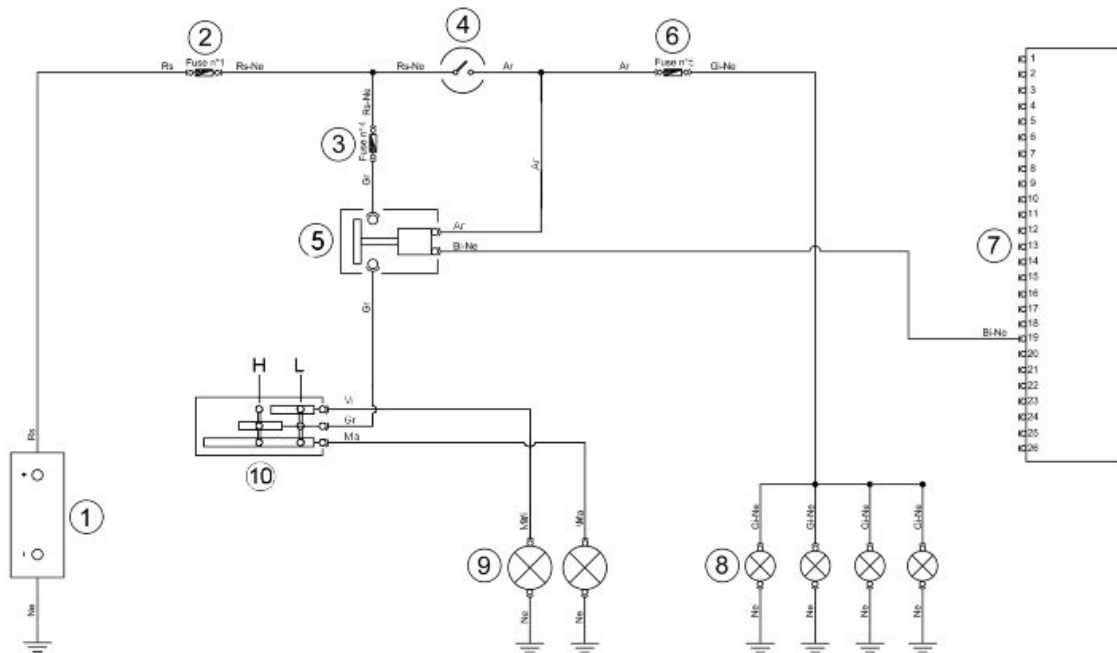 2
4
6
Rs
Fuse n°1
Rs-Ne
Rs-Ne
Ar
Ar
Fuse n°5
Gi-Ne
1
2
3
4
5
6
7
8
9
10
11
12
13
14
15
16
17
18
19
20
21
22
23
24
25
26
Rs-Ne
3
Fuse n°4
Gr
Ar
5
Ar
Bi-Ne
7
Gr
Bi-Ne
H
L
Vi
Gr
Ma
10
Rs
+
-
1
Ne
9
Ne
Ne
8
Gi-Ne
Gi-Ne
Gi-Ne
Gi-Ne
Ne
Ne
Ne
Ne